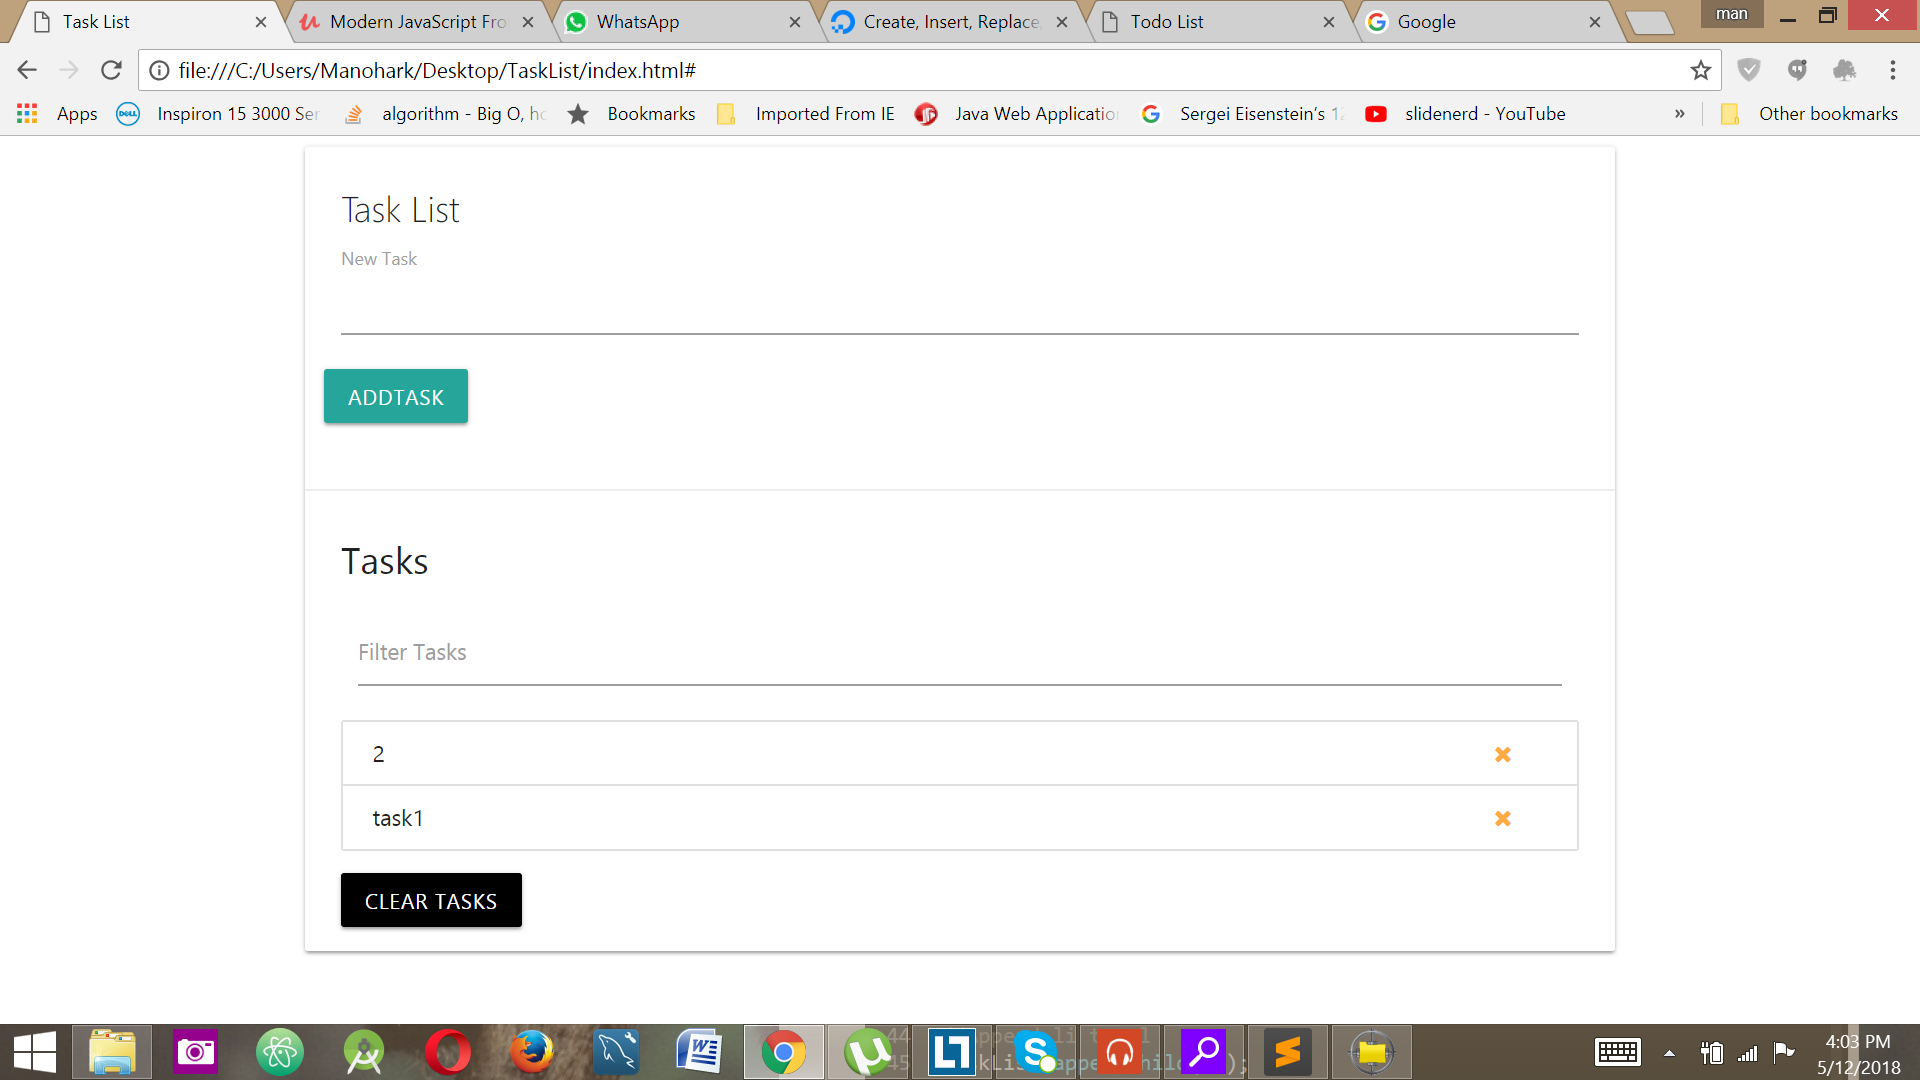 Task List
Modern JavaScript Fro
WhatsApp
Create, Insert, Replace,
Todo List
Google
man
file:///C:/Users/Manohark/Desktop/TaskList/index.html#
Apps
Inspiron 15 3000 Ser
algorithm - Big O, ho
Bookmarks
Imported From IE
Java Web Application
Sergei Eisenstein's 12
slidenerd - YouTube
»
Other bookmarks
Task List
New Task
ADDTASK
Tasks
Filter Tasks
2
task1
CLEAR TASKS
4:03 PM
5/12/2018